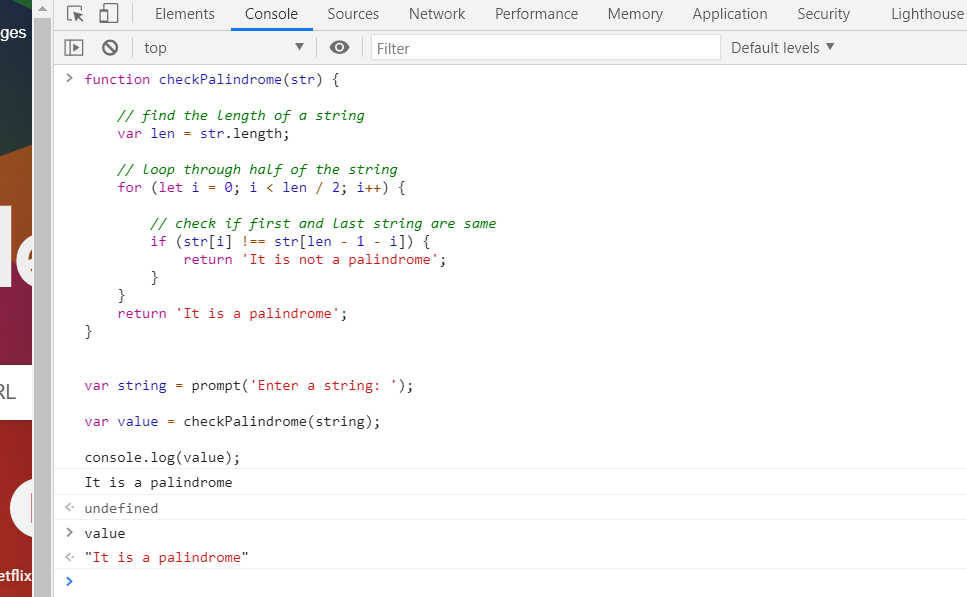 Elements Console Sources Network Performance Memory Application Security Lighthouse
ges
top Filter Default levels
function checkPalindrome(str) {
// find the length of a string
var len = str.length;
// loop through half of the string
for (let i = 0; i < len / 2; i++) {
// check if first and last string are same
if (str[i] !== str[len - 1 - i]) {
return 'It is not a palindrome';
}
}
return 'It is a palindrome';
}
var string = prompt('Enter a string: ');
RL
var value = checkPalindrome(string);
console.log(value);
It is a palindrome
undefined
value
"It is a palindrome"
etflix